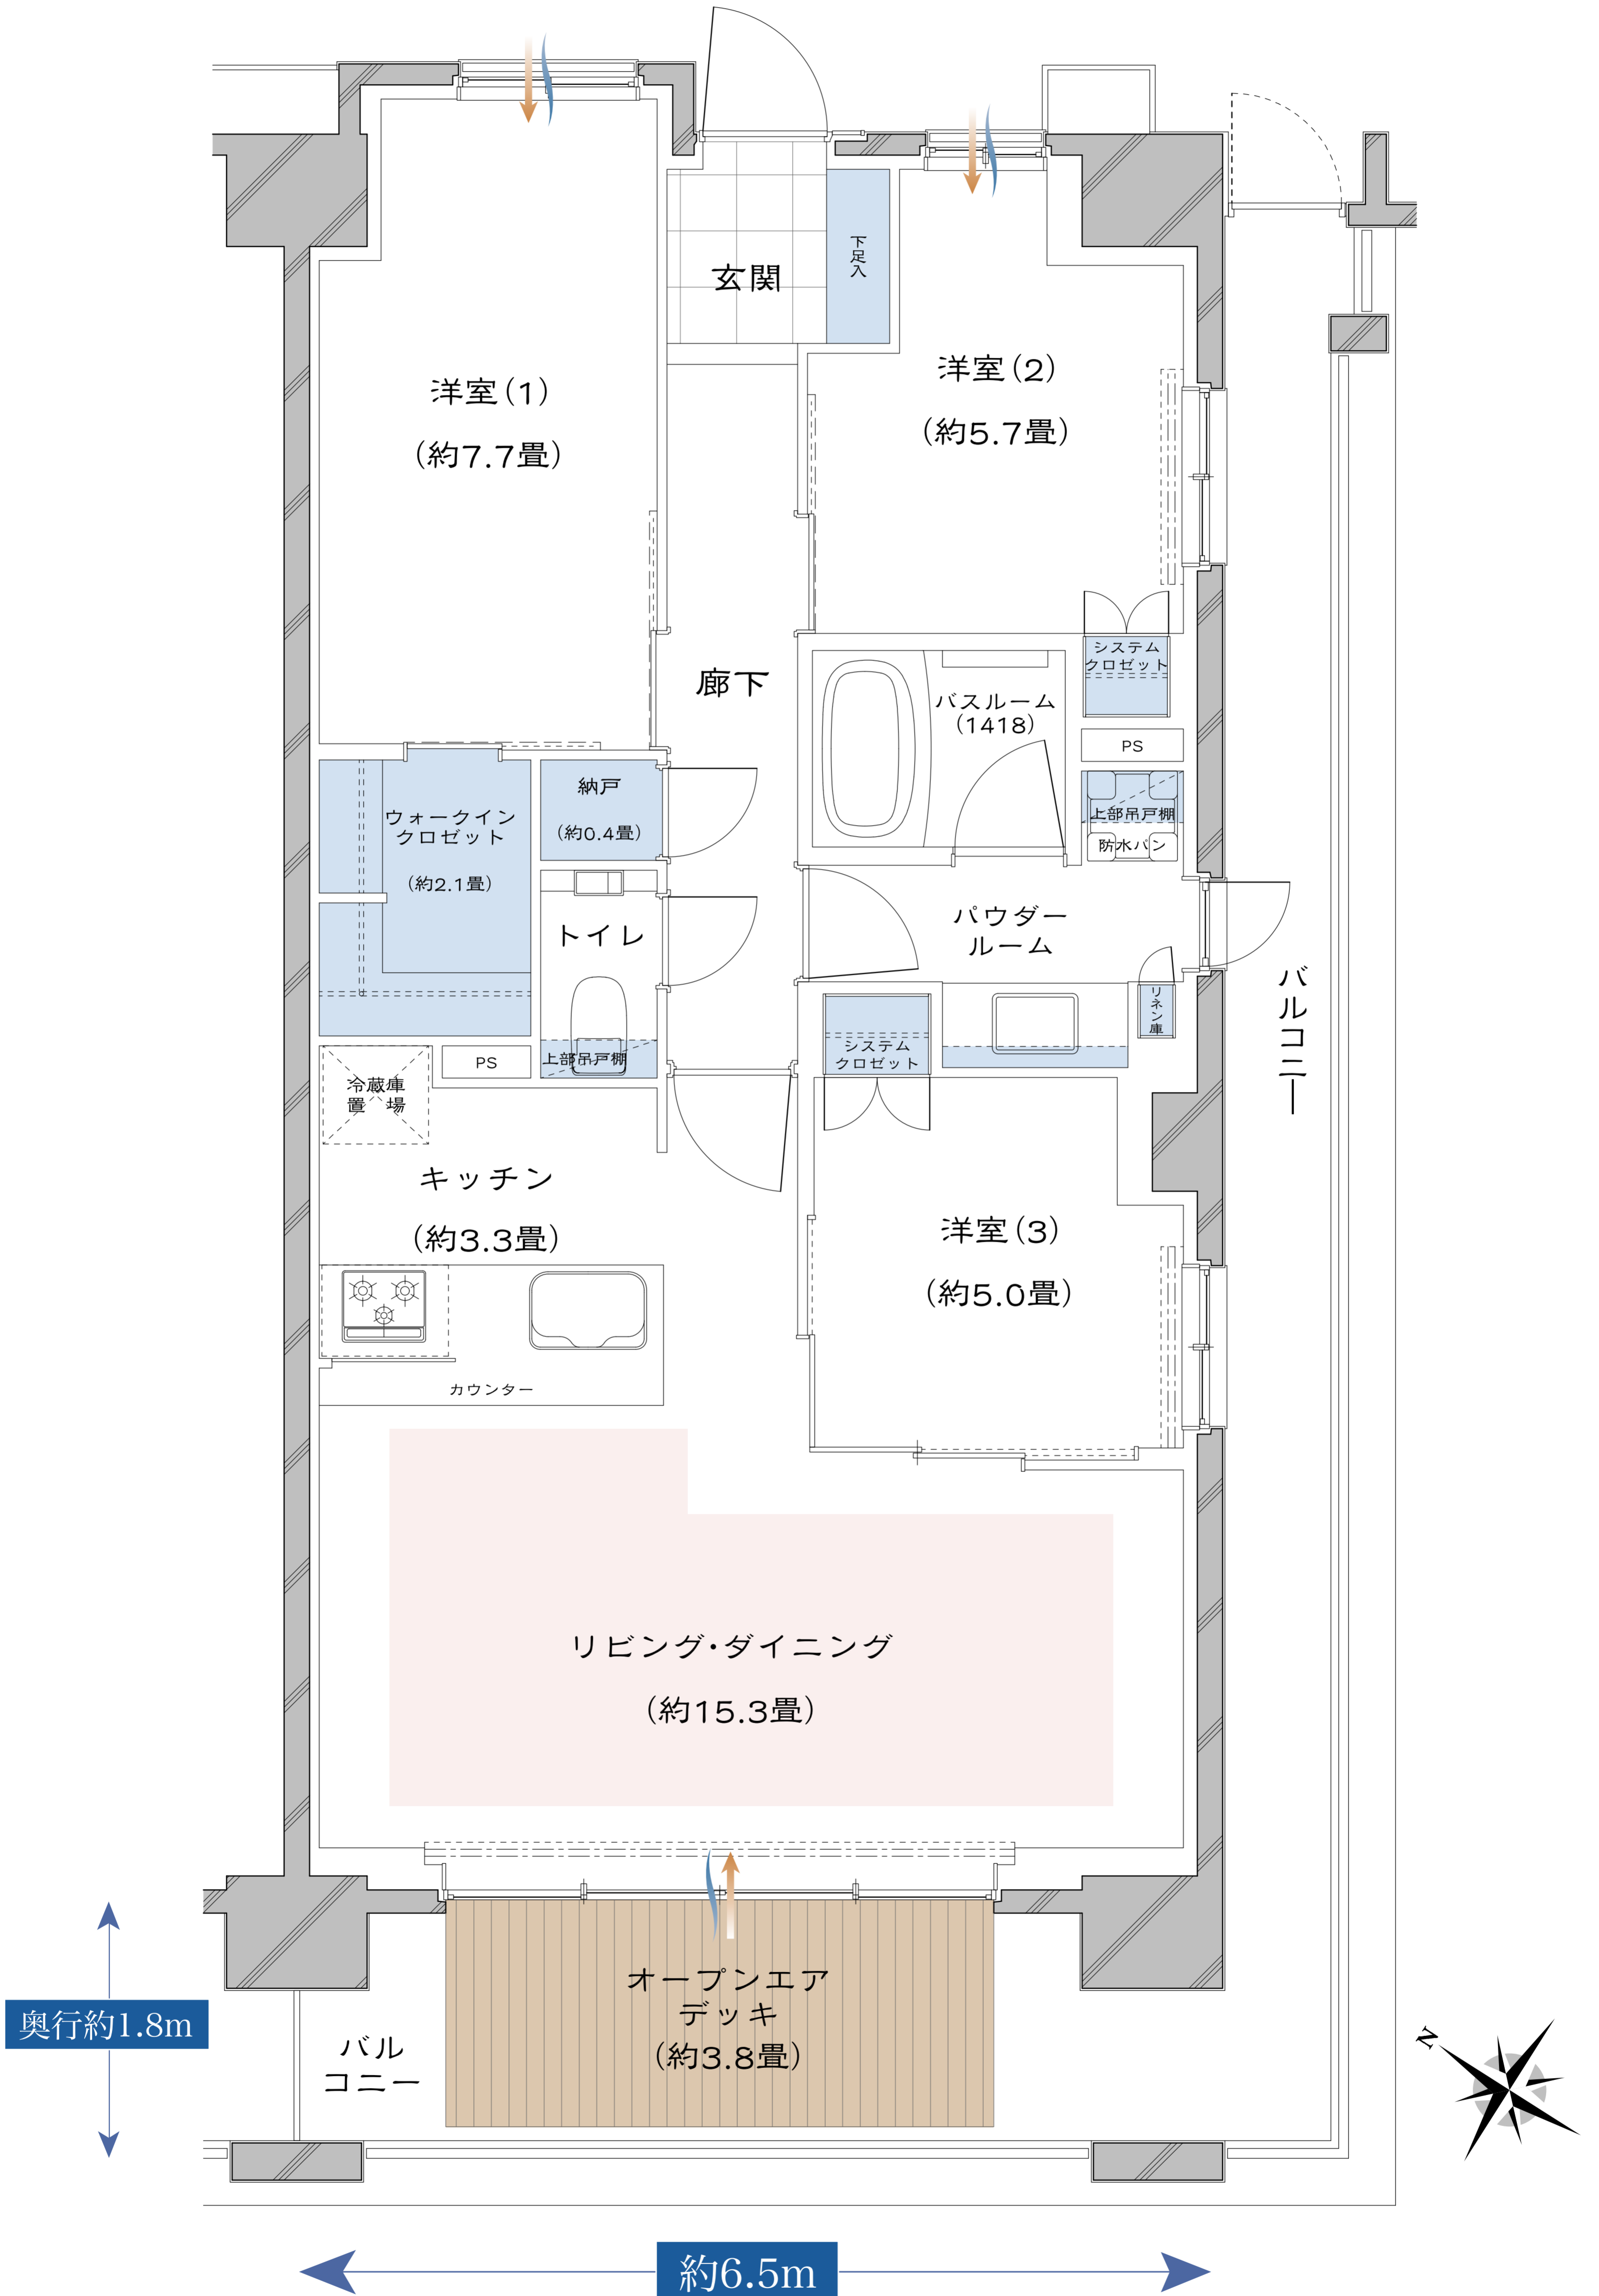 玄関
下足入
洋室(1)
(約7.7畳)
洋室(2)
(約5.7畳)
廊下
システム
クロゼット
バスルーム
(1418)
PS
納戸
(約0.4畳)
ウォークイン
クロゼット
(約2.1畳)
上部吊戸棚
防水パン
トイレ
パウダー
ルーム
リネン庫
バルコニー
システム
クロゼット
上部吊戸棚
PS
冷蔵庫
置場
キッチン
(約3.3畳)
洋室(3)
(約5.0畳)
カウンター
リビング・ダイニング
(約15.3畳)
オープンエア
デッキ
(約3.8畳)
奥行約1.8m
バル
コニー
N
約6.5m